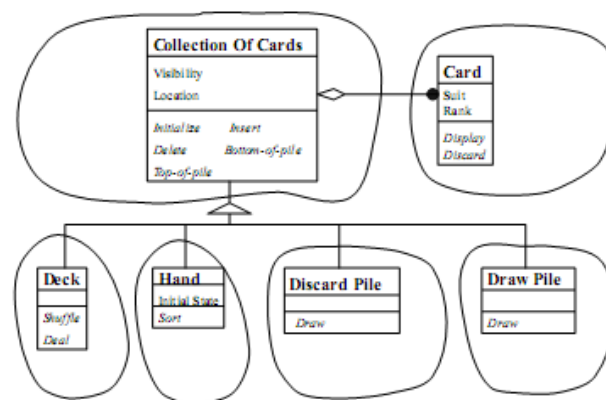 Collection Of Cards
Visibility
Location
Initialize Insert
Delete Bottom-of-pile
Top-of-pile
Card
Suit
Rank
Display
Discard
Deck
Shuffle
Deal
Hand
Initial State
Sort
Discard Pile
Draw
Draw Pile
Draw